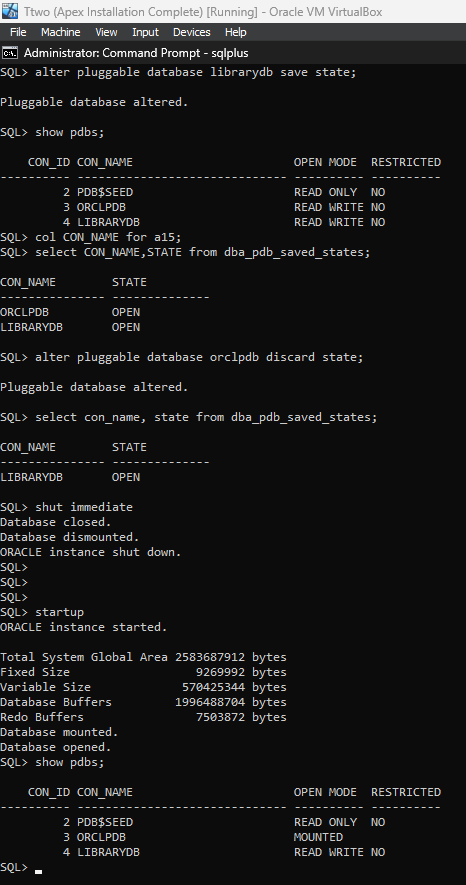 Ttwo (Apex Installation Complete) [Running] - Oracle VM VirtualBox
File Machine View Input Devices Help
Administrator: Command Prompt - sqlplus
SQL> alter pluggable database librarydb save state;
Pluggable database altered.
SQL> show pdbs;
    CON_ID CON_NAME                       OPEN MODE  RESTRICTED
---------- ------------------------------ ---------- ----------
         2 PDB$SEED                       READ ONLY  NO
         3 ORCLPDB                        READ WRITE NO
         4 LIBRARYDB                      READ WRITE NO
SQL> col CON_NAME for a15;
SQL> select CON_NAME,STATE from dba_pdb_saved_states;
CON_NAME        STATE
--------------- --------------
ORCLPDB         OPEN
LIBRARYDB       OPEN
SQL> alter pluggable database orclpdb discard state;
Pluggable database altered.
SQL> select con_name, state from dba_pdb_saved_states;
CON_NAME        STATE
--------------- --------------
LIBRARYDB       OPEN
SQL> shut immediate
Database closed.
Database dismounted.
ORACLE instance shut down.
SQL>
SQL>
SQL>
SQL> startup
ORACLE instance started.
Total System Global Area 2583687912 bytes
Fixed Size                  9269992 bytes
Variable Size             570425344 bytes
Database Buffers         1996488704 bytes
Redo Buffers                7503872 bytes
Database mounted.
Database opened.
SQL> show pdbs;
    CON_ID CON_NAME                       OPEN MODE  RESTRICTED
---------- ------------------------------ ---------- ----------
         2 PDB$SEED                       READ ONLY  NO
         3 ORCLPDB                        MOUNTED
         4 LIBRARYDB                      READ WRITE NO
SQL>